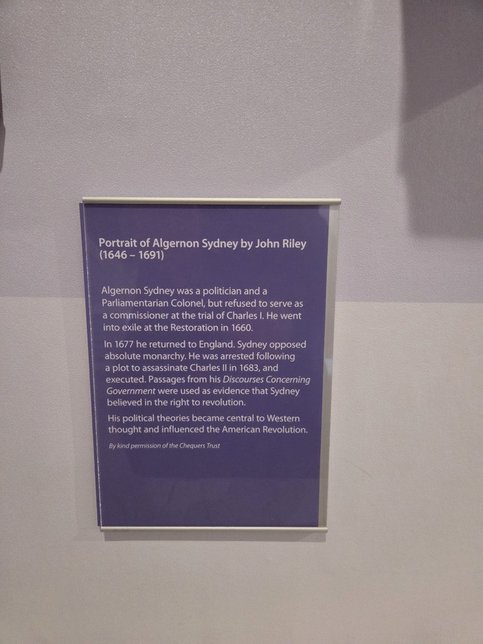 Portrait of Algernon Sydney by John Riley
(1646 – 1691)
Algernon Sydney was a politician and a
Parliamentarian Colonel, but refused to serve as
a commissioner at the trial of Charles I. He went
into exile at the Restoration in 1660.
In 1677 he returned to England. Sydney opposed
absolute monarchy. He was arrested following
a plot to assassinate Charles II in 1683, and
executed. Passages from his Discourses Concerning
Government were used as evidence that Sydney
believed in the right to revolution.
His political theories became central to Western
thought and influenced the American Revolution.
By kind permission of the Chequers Trust